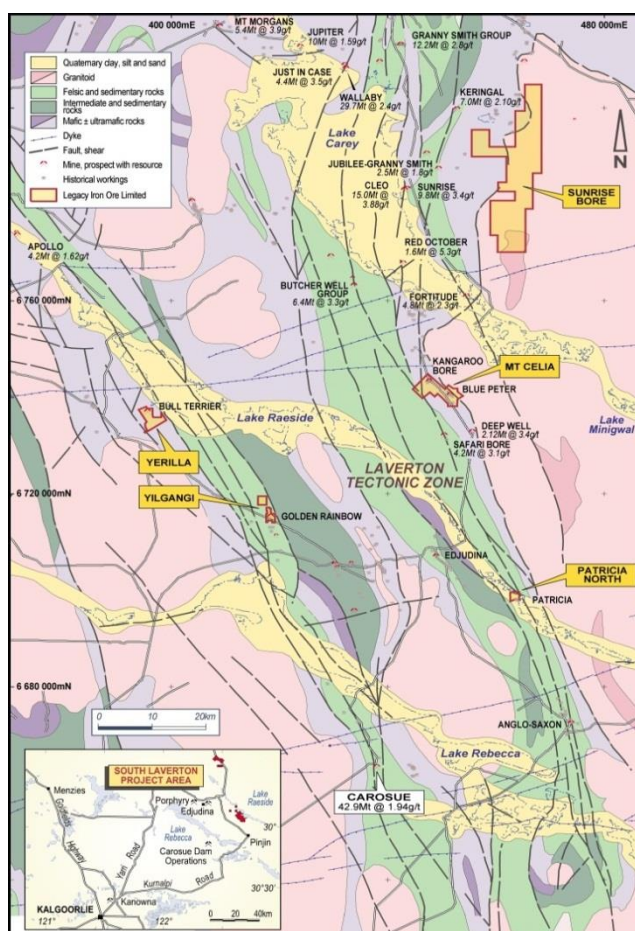 400 000mE
480 000mE
MT MORGANS
5.4Mt @ 3.9g/t
JUPITER
10Mt @ 1.59g/t
GRANNY SMITH GROUP
12.2Mt @ 2.8g/t
Quaternary clay, silt and sand
Granitoid
Felsic and sedimentary rocks
Intermediate and sedimentary
rocks
Mafic ± ultramafic rocks
Dyke
Fault, shear
Mine, prospect with resource
Historical workings
Legacy Iron Ore Limited
JUST IN CASE
4.4Mt @ 3.5g/t
WALLABY
29.7Mt @ 2.4g/t
KERINGAL
7.0Mt @ 2.10g/t
Lake
Carey
JUBILEE-GRANNY SMITH
2.5Mt @ 1.8g/t
CLEO
15.0Mt @
3.88g/t
SUNRISE
9.8Mt @ 3.4g/t
SUNRISE
BORE
APOLLO
4.2Mt @ 1.62g/t
RED OCTOBER
1.6Mt @ 5.3g/t
N
BUTCHER WELL
GROUP
6.4Mt @ 3.3g/t
FORTITUDE
4.8Mt @ 2.3g/t
6 760 000mN
KANGAROO
BORE
MT CELIA
BLUE PETER
BULL TERRIER
Lake Raeside
DEEP WELL
2.12Mt @ 3.4g/t
SAFARI BORE
4.2Mt @ 3.1g/t
Lake
Minigwal
YERILLA
LAVERTON
TECTONIC ZONE
6 720 000mN
YILGANGI
GOLDEN RAINBOW
EDJUDINA
PATRICIA
NORTH
PATRICIA
6 680 000mN
0
10
20km
ANGLO-SAXON
Lake Rebecca
CAROSUE
42.9Mt @ 1.94g/t
SOUTH LAVERTON
PROJECT AREA
Menzies
Porphyry
Edjudina
Lake
Raeside
Goldfields
Hgwy
Yarri
Road
Lake
Rebecca
30°
Carosue Dam
Operations
Pinjin
Kurnalpi
Road
30°30'
Kanowna
KALGOORLIE
121°
122°
0
20
40km